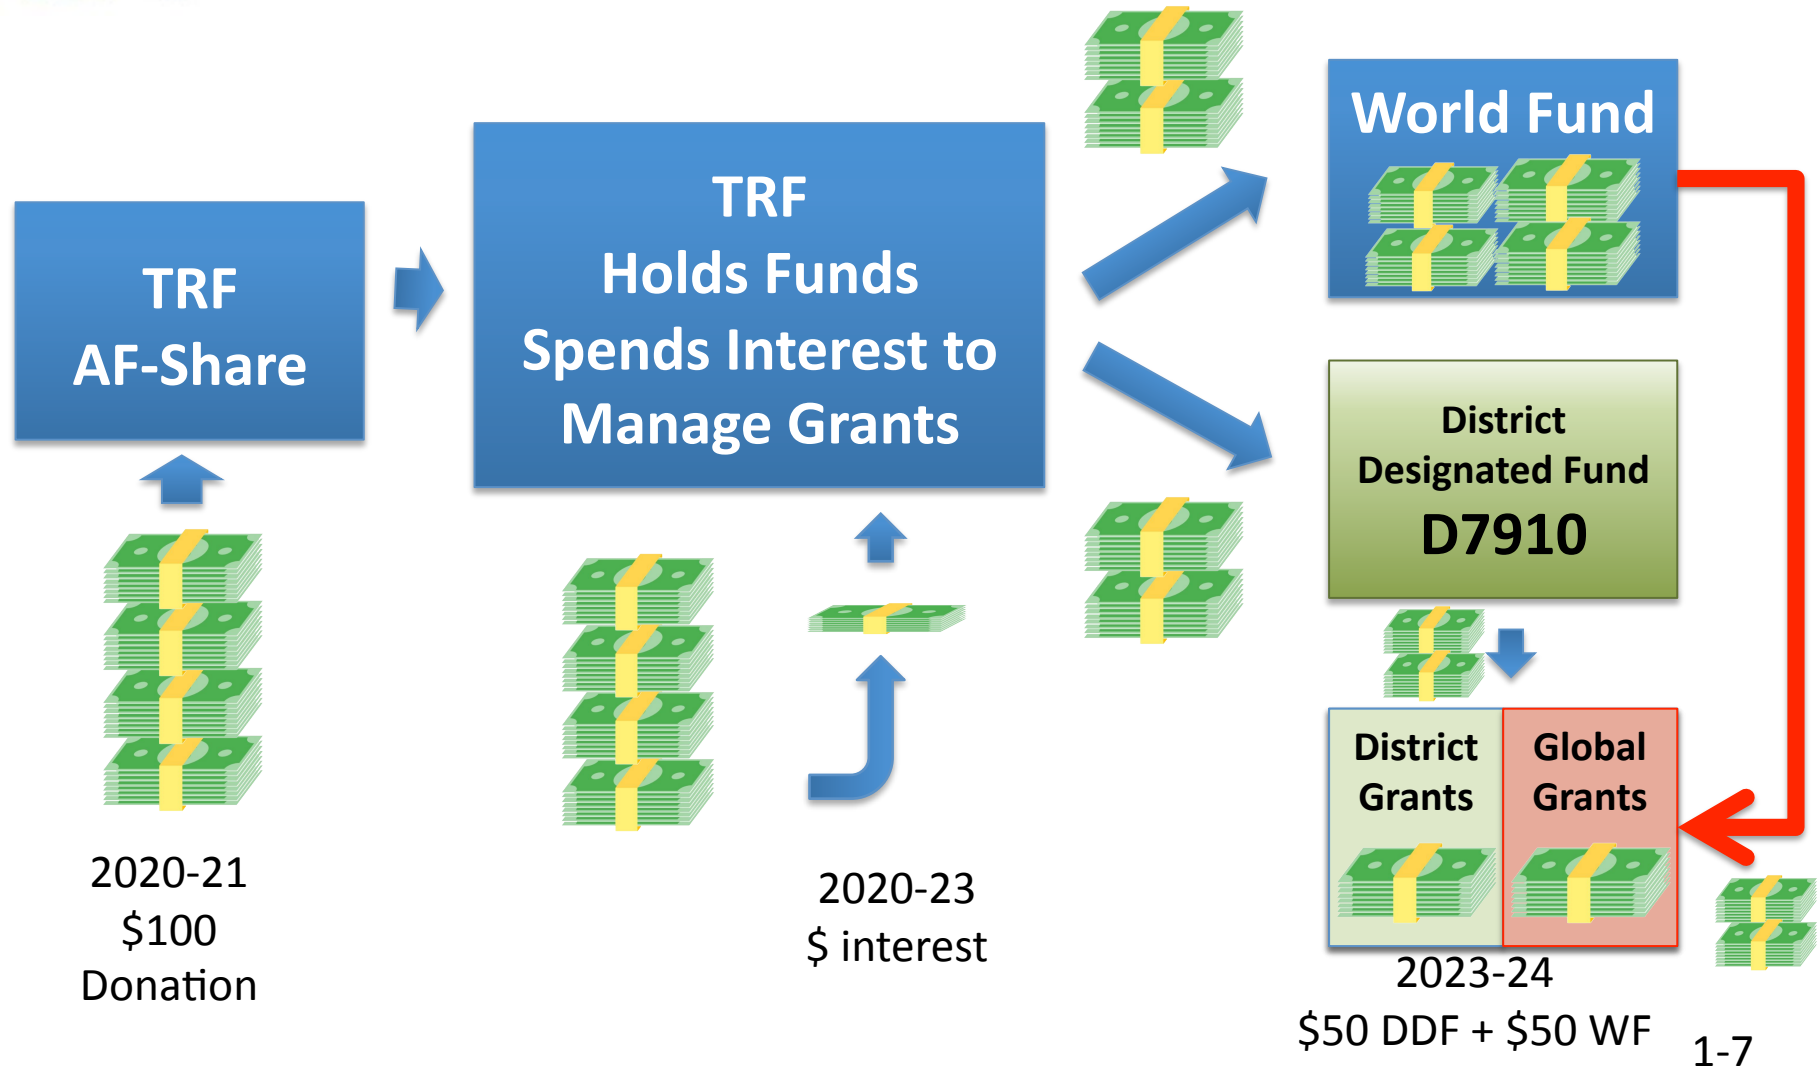 TRF
AF-Share
2020-21
$100
Donation
TRF
Holds Funds
Spends Interest to
Manage Grants
2020-23
$ interest
World Fund
District
Designated Fund
D7910
District
Grants
Global
Grants
2023-24
$50 DDF + $50 WF
1-7